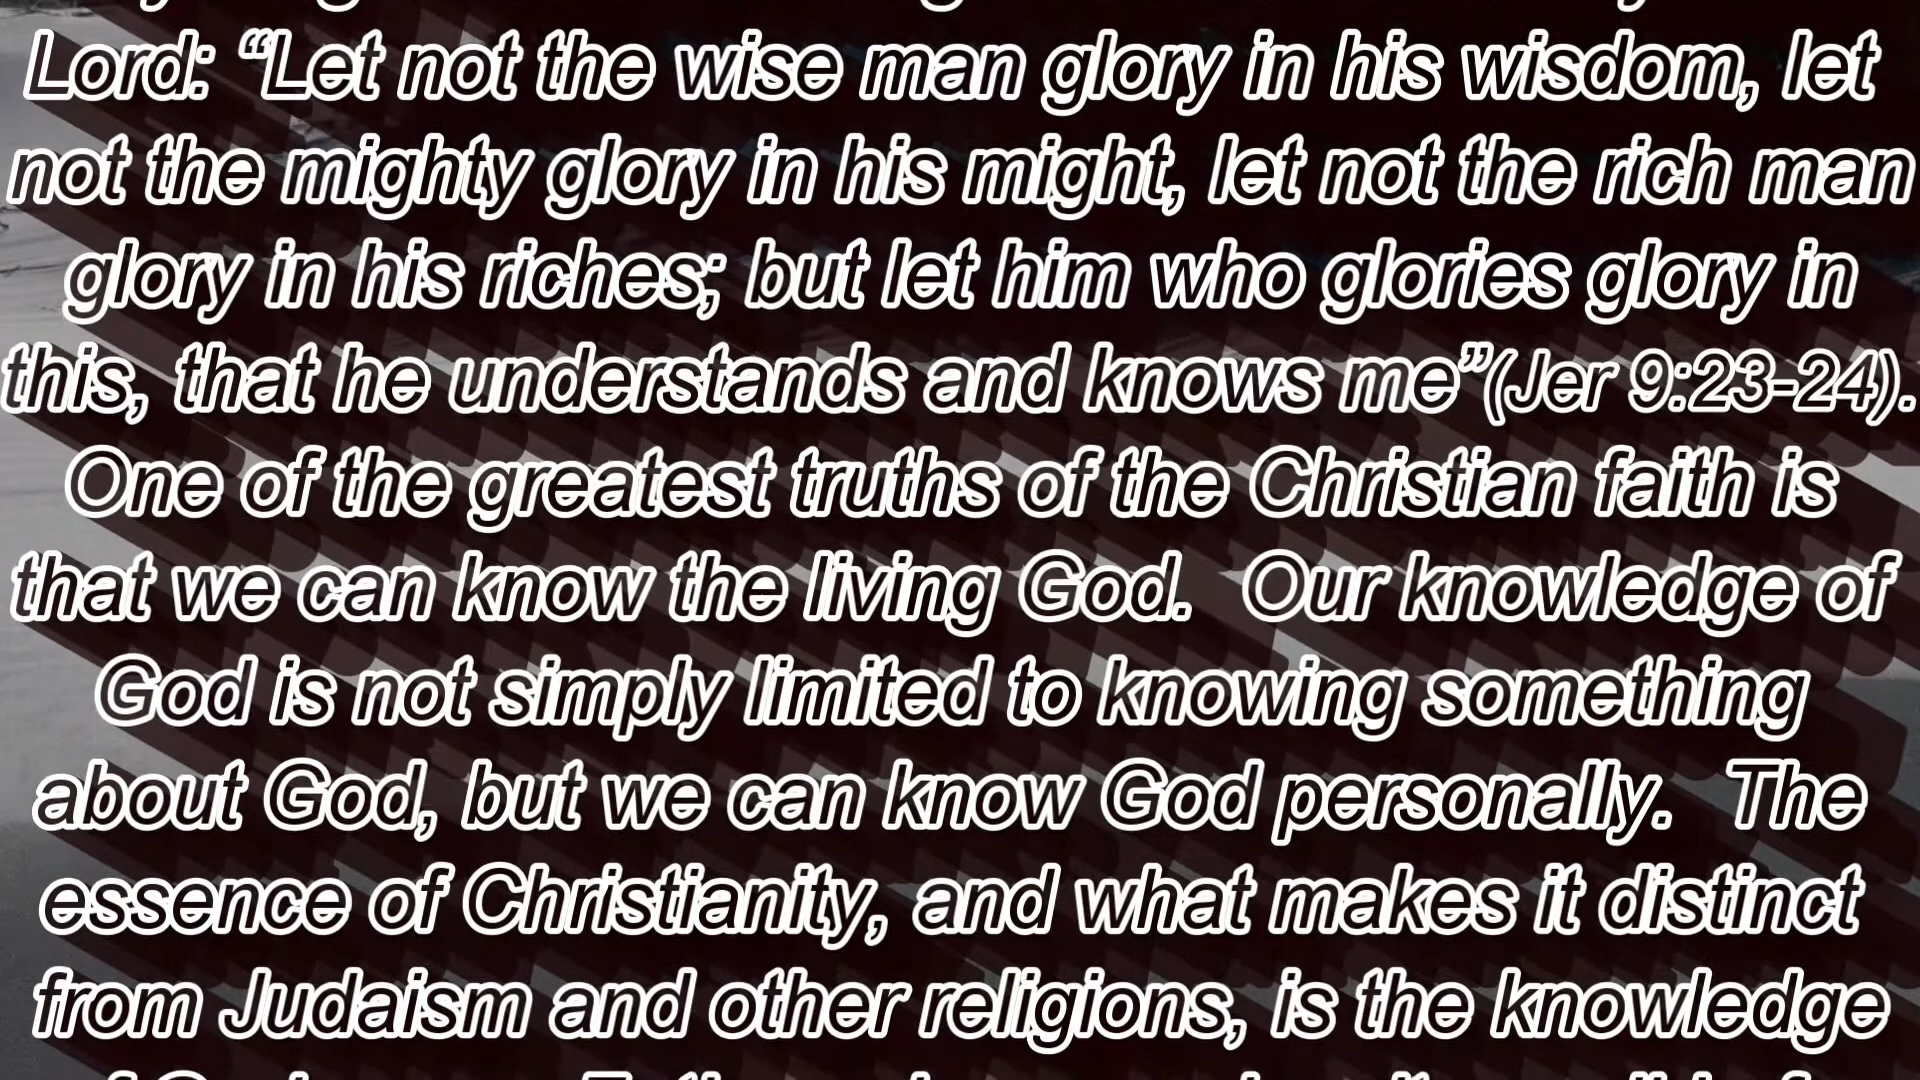 Lord: “Let not the wise man glory in his wisdom, let
not the mighty glory in his might, let not the rich man
glory in his riches; but let him who glories glory in
this, that he understands and knows me”(Jer 9:23-24).
One of the greatest truths of the Christian faith is
that we can know the living God.  Our knowledge of
God is not simply limited to knowing something
about God, but we can know God personally.  The
essence of Christianity, and what makes it distinct
from Judaism and other religions, is the knowledge